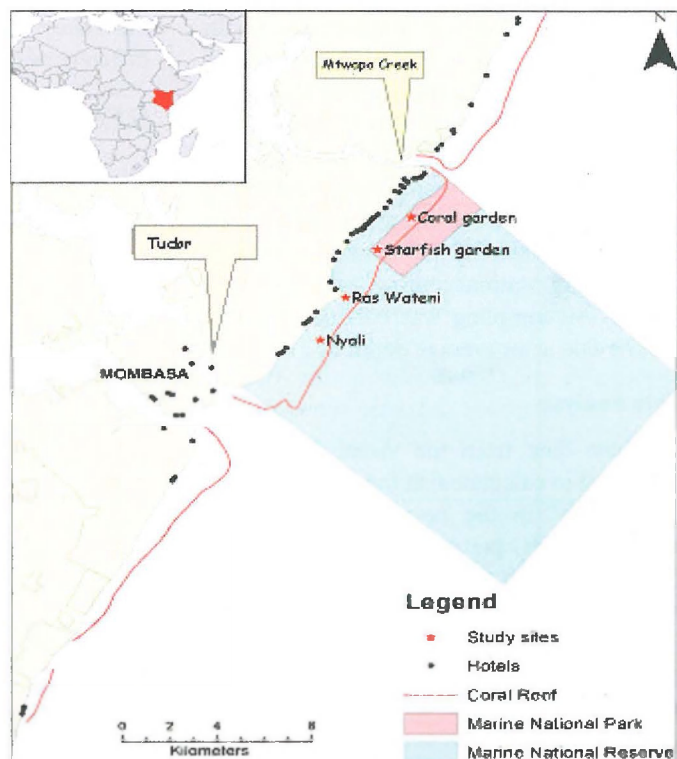 N
Mtwapa Creek
Coral garden
Tudor
Starfish garden
Ras Wateni
Nyali
MOMBASA
Legend
Study sites
Hotels
Coral Roof
Marine National Park
Marine National Reserve
0 2 4 8
Kilometers